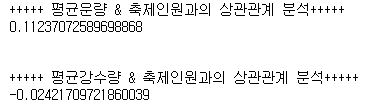 +++++ 평균운량 & 축제인원과의 상관관계 분석+++++
0.11237072589698868
+++++ 평균강수량 & 축제인원과의 상관관계 분석+++++
-0.02421709721860039